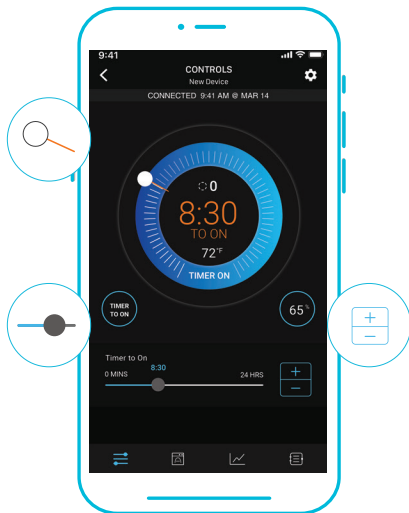 9:41
CONTROLS
New Device
CONNECTED 9:41 AM @ MAR 14
0
8:30
TO ON
72°F
TIMER ON
TIMER
TO ON
65%
Timer to On
8:30
0 MINS
24 HRS
+
−
+
−